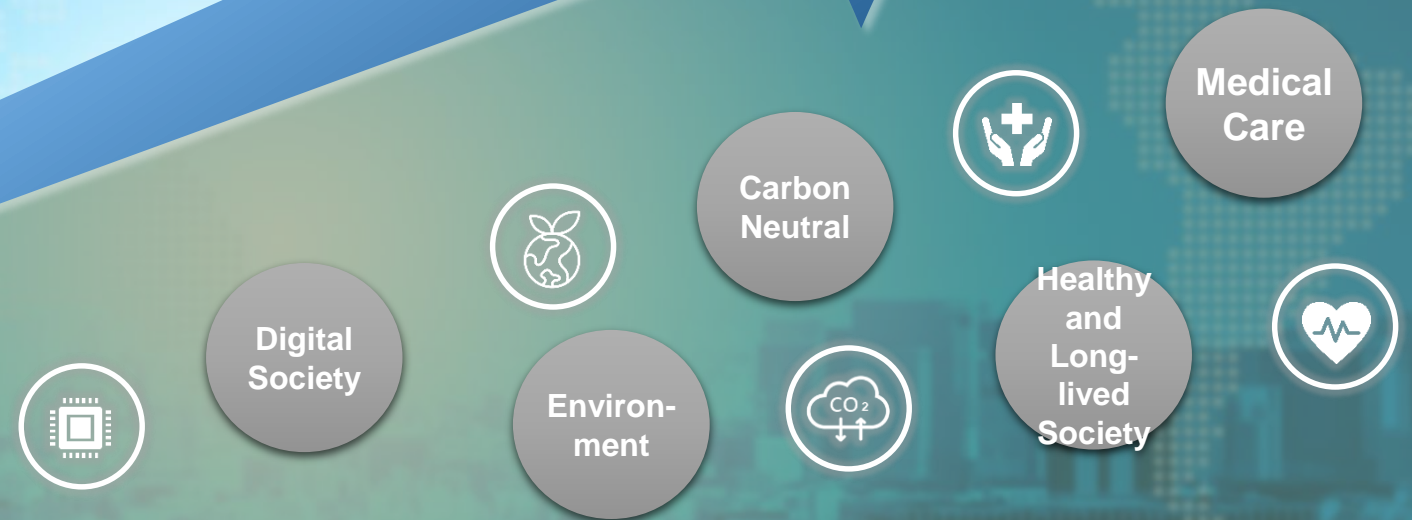 Digital
Society
Environ-
ment
Carbon
Neutral
CO₂
Healthy
and
Long-
lived
Society
Medical
Care